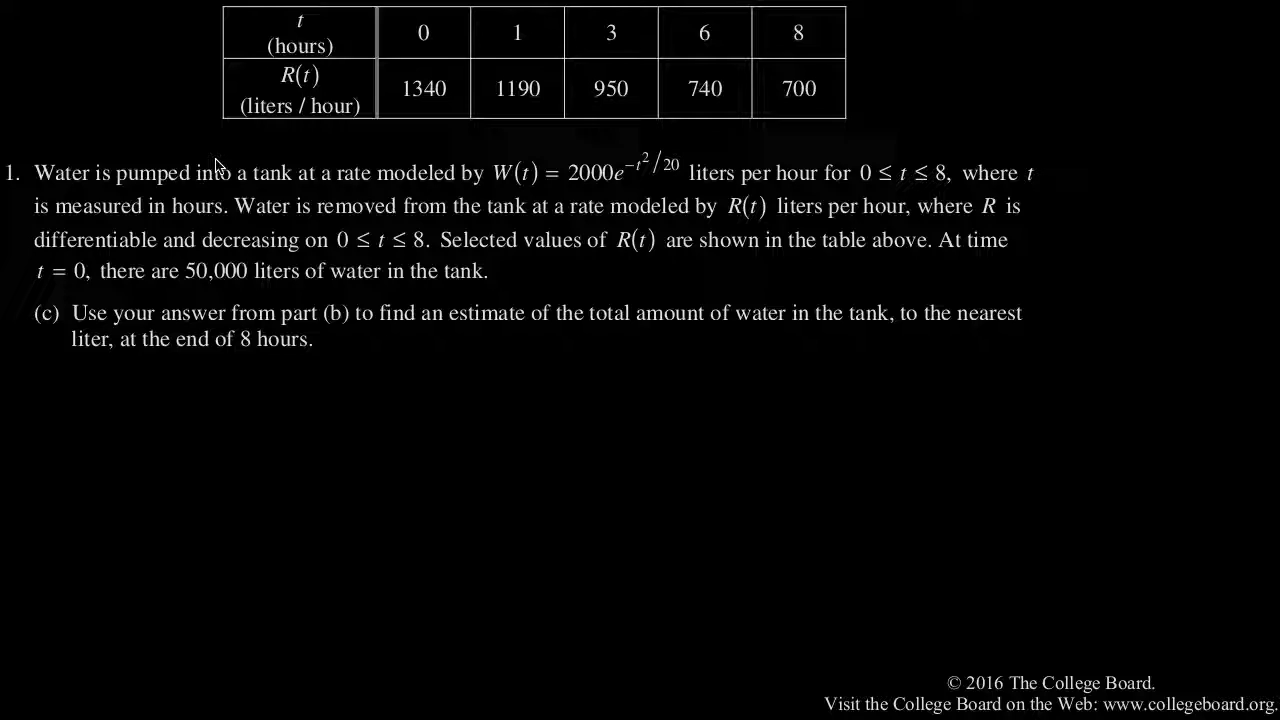 t (hours) 0 1 3 6 8
R(t) (liters / hour) 1340 1190 950 740 700
1. Water is pumped into a tank at a rate modeled by W(t) = 2000e^{-t^2/20} liters per hour for 0 ≤ t ≤ 8, where t
is measured in hours. Water is removed from the tank at a rate modeled by R(t) liters per hour, where R is
differentiable and decreasing on 0 ≤ t ≤ 8. Selected values of R(t) are shown in the table above. At time
t = 0, there are 50,000 liters of water in the tank.
(c) Use your answer from part (b) to find an estimate of the total amount of water in the tank, to the nearest
liter, at the end of 8 hours.
© 2016 The College Board.
Visit the College Board on the Web: www.collegeboard.org.